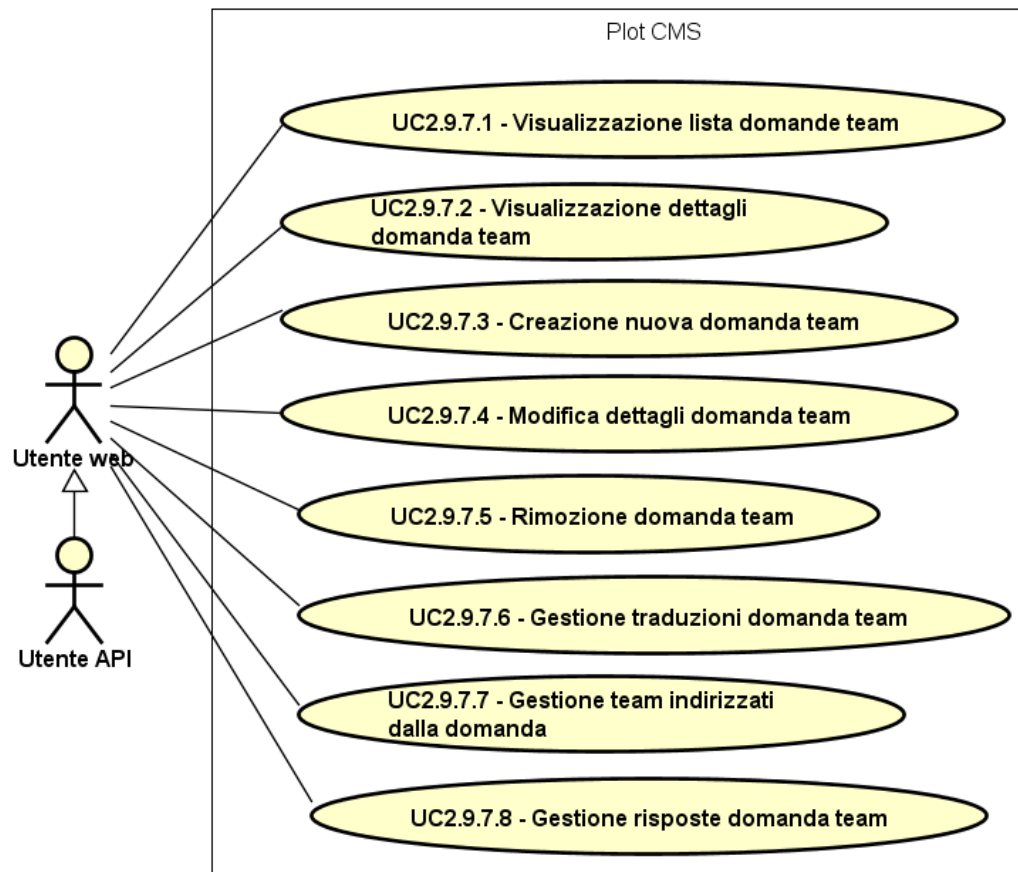 Plot CMS
UC2.9.7.1 - Visualizzazione lista domande team
UC2.9.7.2 - Visualizzazione dettagli
domanda team
UC2.9.7.3 - Creazione nuova domanda team
UC2.9.7.4 - Modifica dettagli domanda team
Utente web
UC2.9.7.5 - Rimozione domanda team
UC2.9.7.6 - Gestione traduzioni domanda team
Utente API
UC2.9.7.7 - Gestione team indirizzati
dalla domanda
UC2.9.7.8 - Gestione risposte domanda team